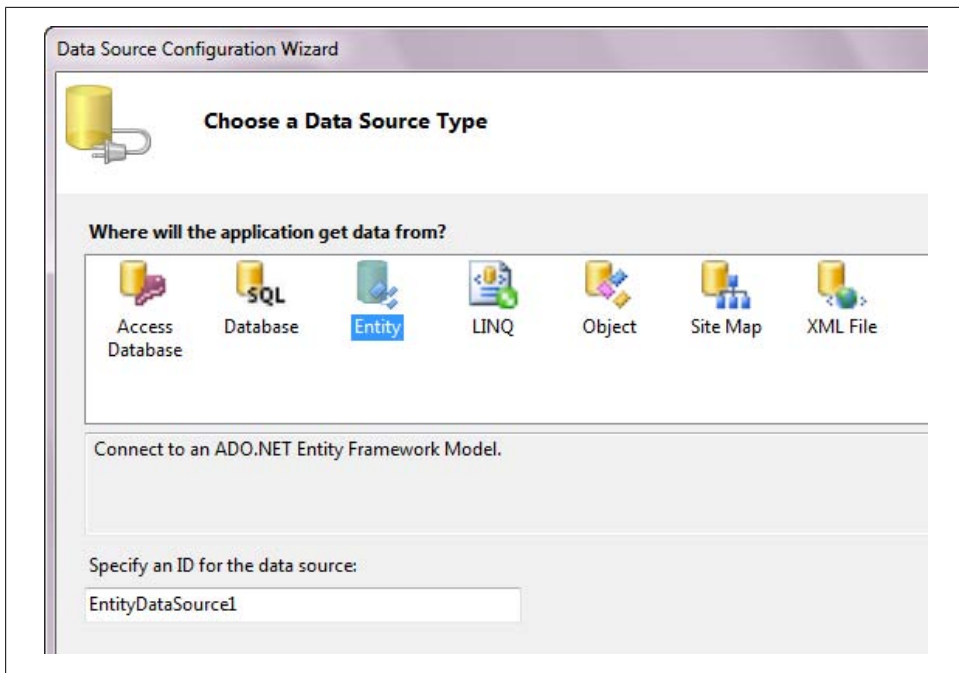 Data Source Configuration Wizard
Choose a Data Source Type
Where will the application get data from?
SQL
Access Database
Database
Entity
LINQ
Object
Site Map
XML File
Connect to an ADO.NET Entity Framework Model.
Specify an ID for the data source:
EntityDataSource1